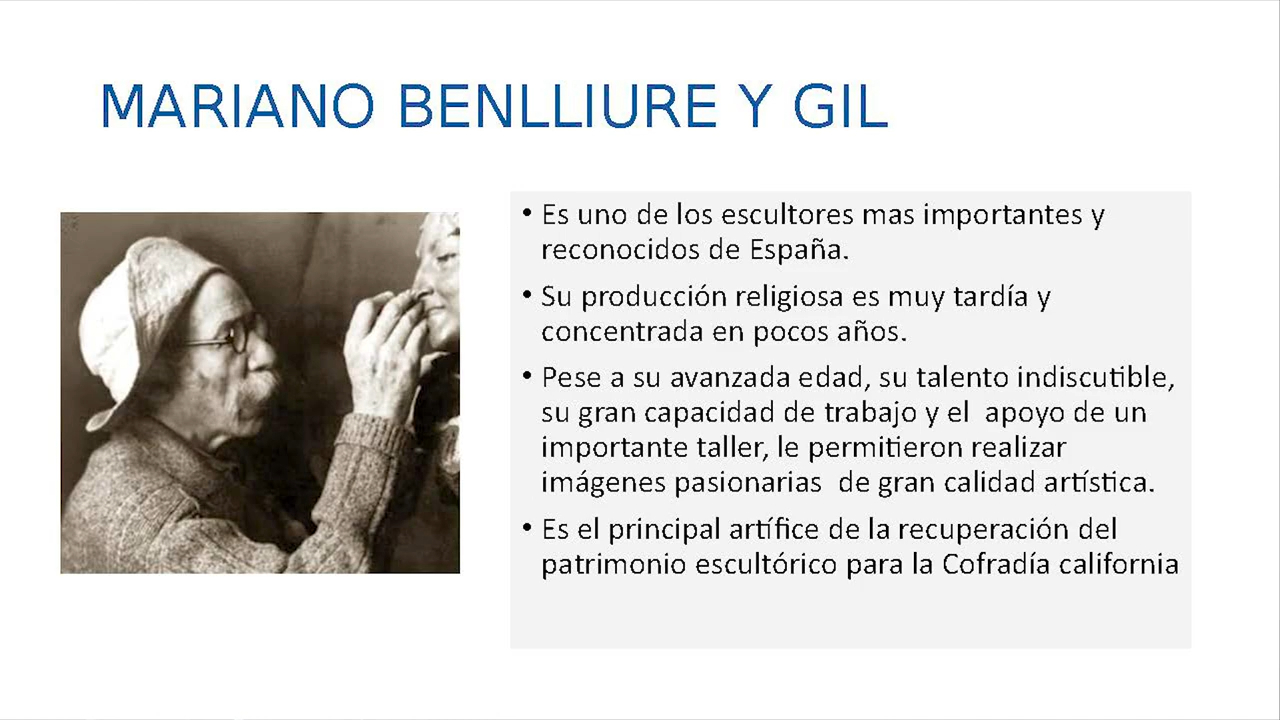 MARIANO BENLLIURE Y GIL
• Es uno de los escultores mas importantes y
reconocidos de España.
• Su producción religiosa es muy tardía y
concentrada en pocos años.
• Pese a su avanzada edad, su talento indiscutible,
su gran capacidad de trabajo y el  apoyo de un
importante taller, le permitieron realizar
imágenes pasionarias  de gran calidad artística.
• Es el principal artífice de la recuperación del
patrimonio escultórico para la Cofradía california